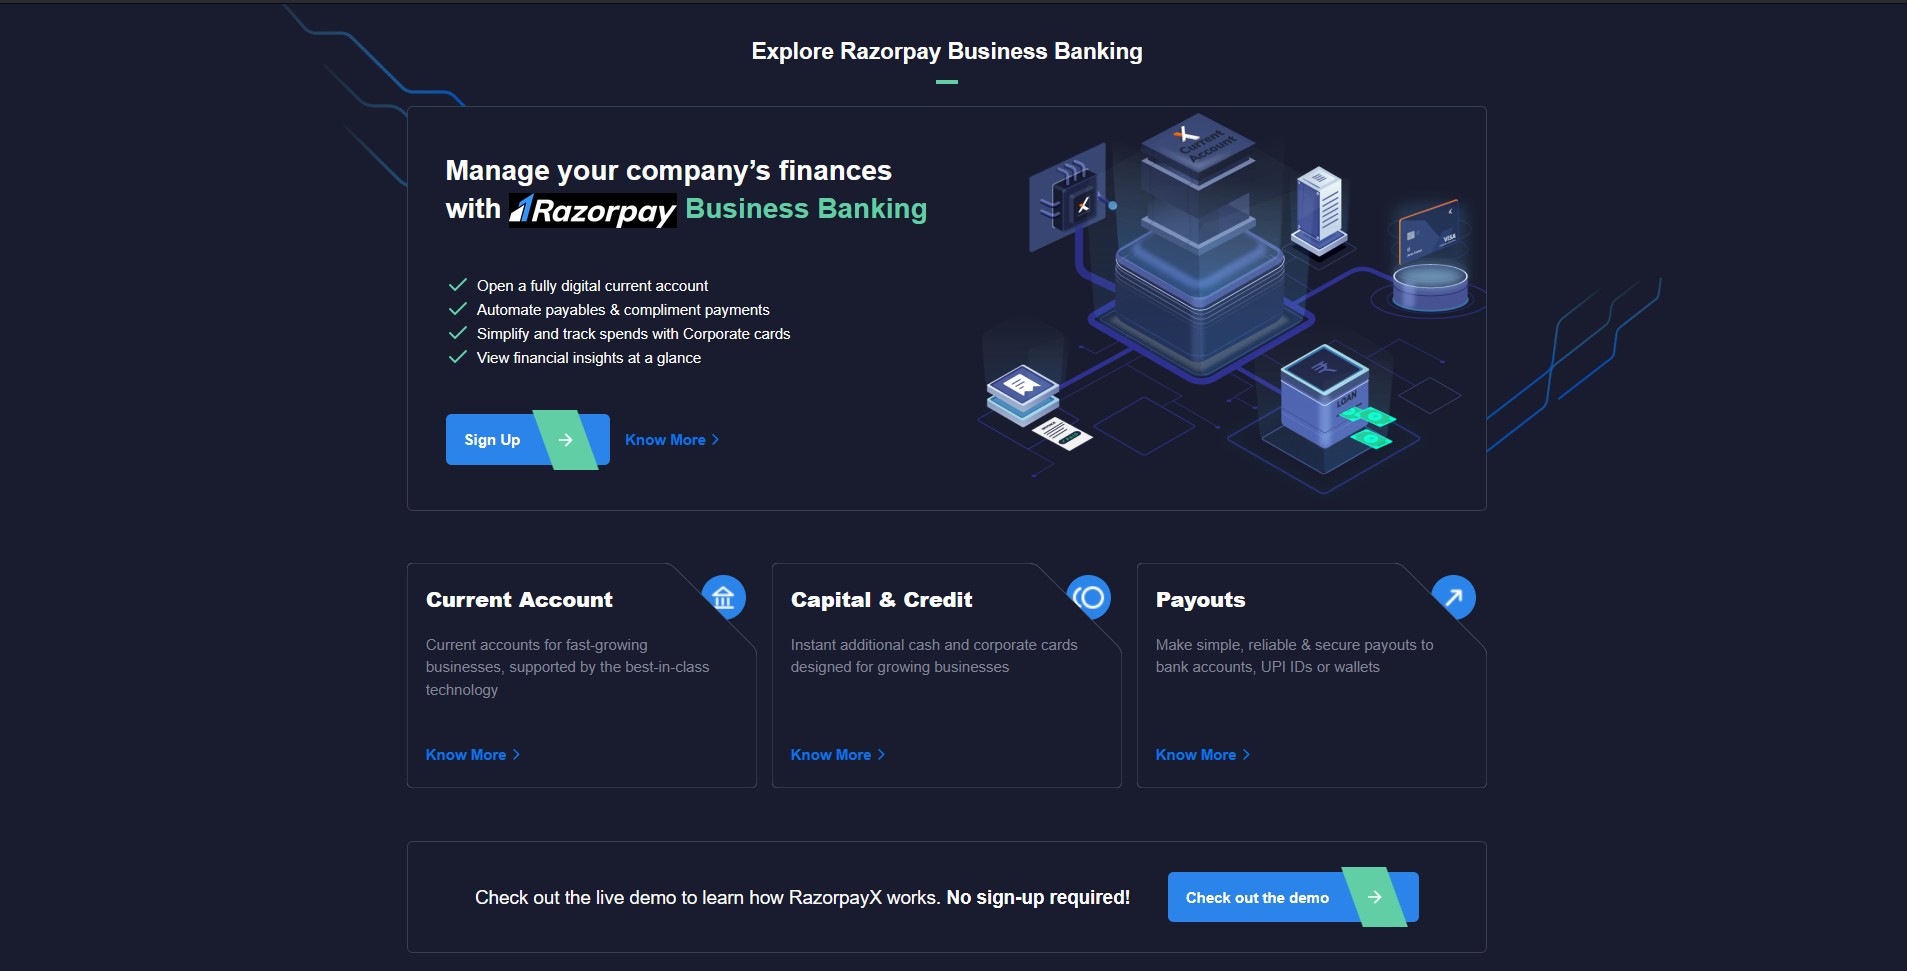 Explore Razorpay Business Banking
Manage your company’s finances
with Razorpay Business Banking
Open a fully digital current account
Automate payables & compliment payments
Simplify and track spends with Corporate cards
View financial insights at a glance
Sign Up
Know More
Current
Account
VISA
LOAN
Current Account
Current accounts for fast-growing
businesses, supported by the best-in-class
technology
Know More
Capital & Credit
Instant additional cash and corporate cards
designed for growing businesses
Know More
Payouts
Make simple, reliable & secure payouts to
bank accounts, UPI IDs or wallets
Know More
Check out the live demo to learn how RazorpayX works. No sign-up required!
Check out the demo